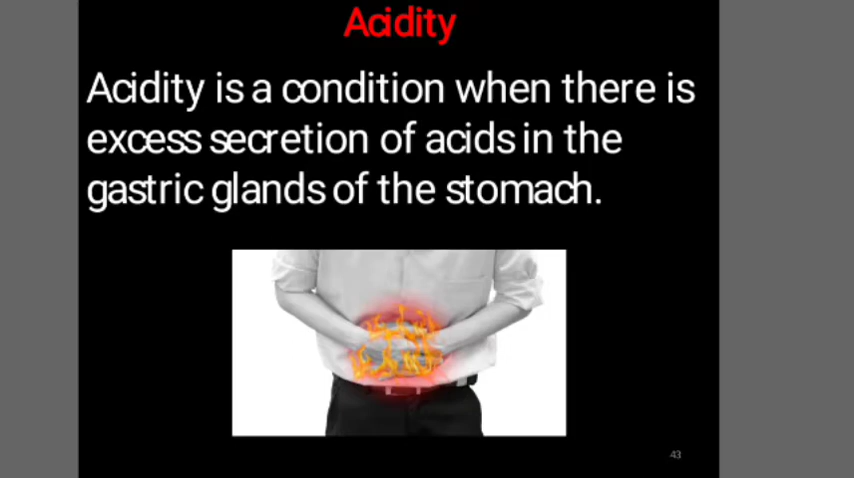 Acidity
Acidity is a condition when there is
excess secretion of acids in the
gastric glands of the stomach.
43